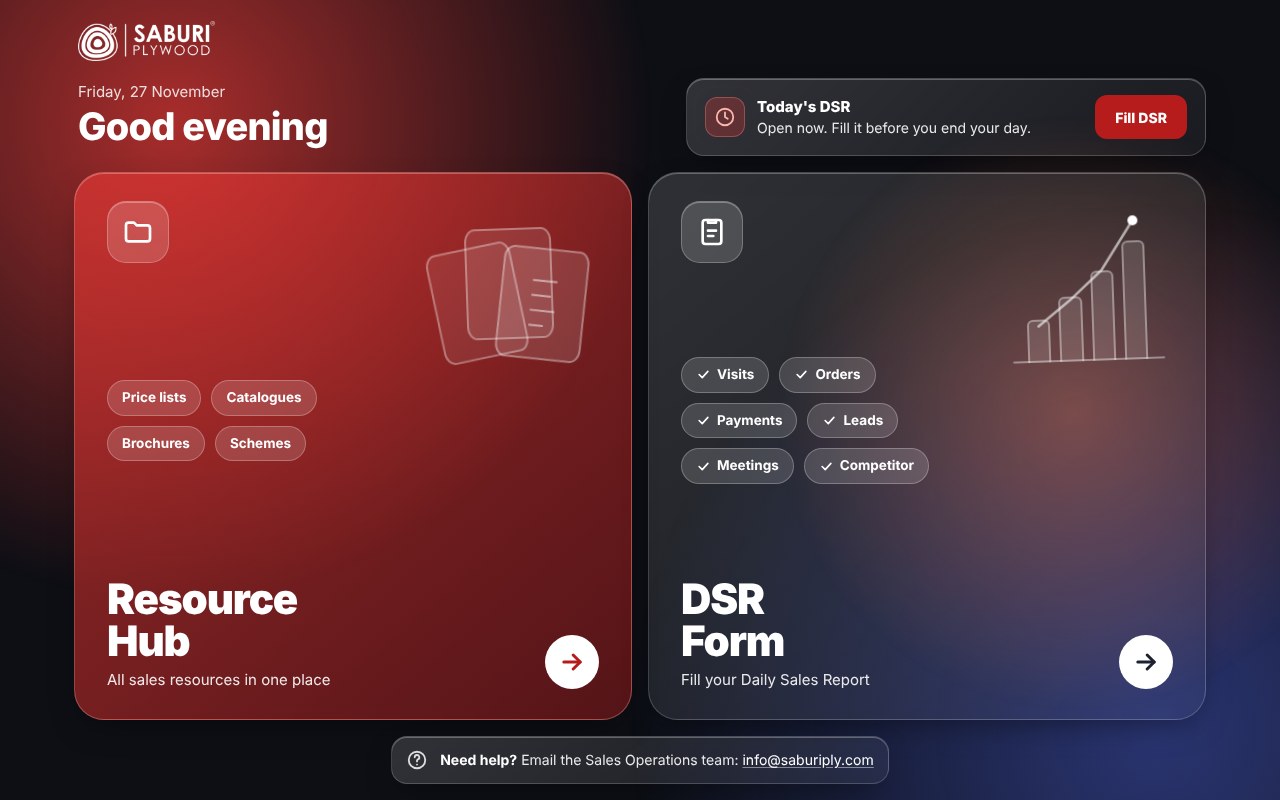 SABURI®
PLYWOOD
Friday, 27 November
Good evening
Today's DSR
Open now. Fill it before you end your day.
Fill DSR
Price lists
Catalogues
Brochures
Schemes
Resource
Hub
All sales resources in one place
Visits
Orders
Payments
Leads
Meetings
Competitor
DSR
Form
Fill your Daily Sales Report
Need help? Email the Sales Operations team: info@saburiply.com